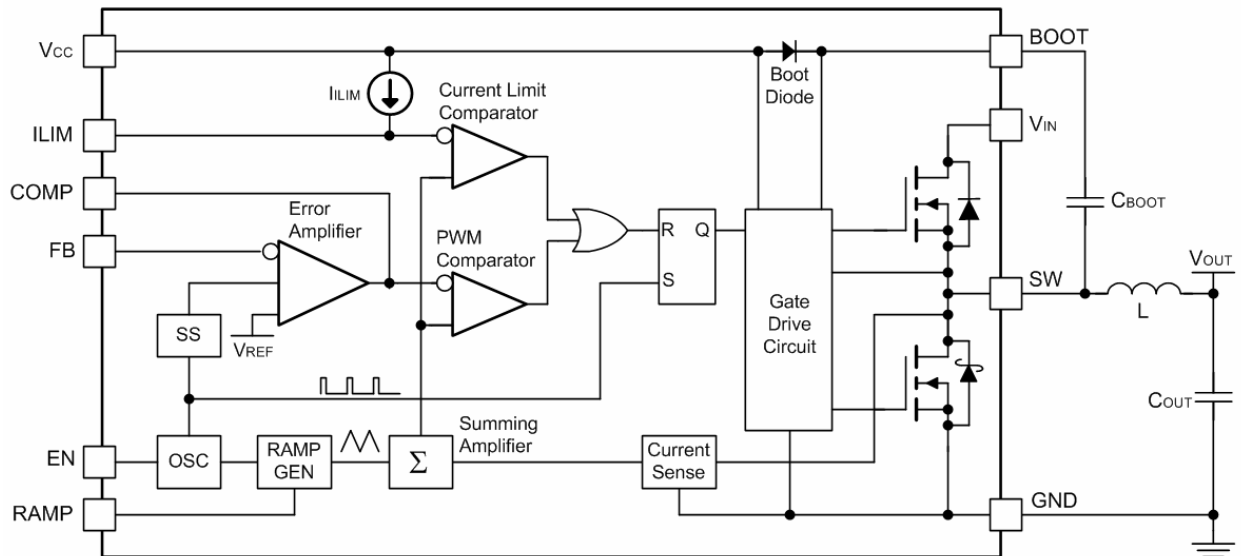 VCC
BOOT
Boot
Diode
IILIM
Current Limit
Comparator
ILIM
VIN
COMP
CBOOT
Error
Amplifier
FB
PWM
Comparator
R Q
S
VOUT
SW
L
SS
VREF
Gate
Drive
Circuit
COUT
Summing
Amplifier
EN
OSC
RAMP
GEN
Σ
Current
Sense
RAMP
GND